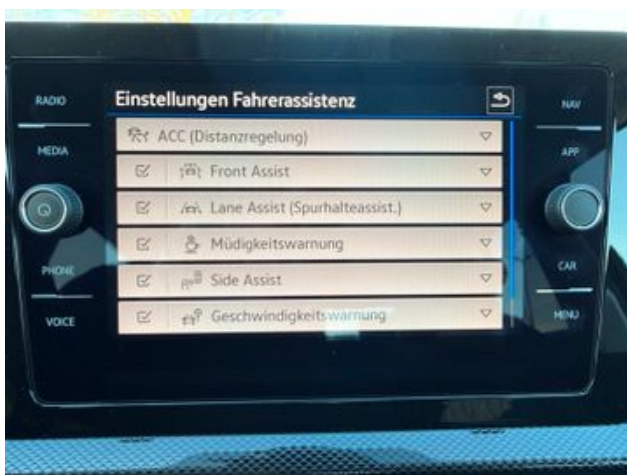 RADIO
MEDIA
PHONE
VOICE
Einstellungen Fahrerassistenz
ACC (Distanzregelung)
Front Assist
Lane Assist (Spurhalteassist.)
Müdigkeitswarnung
Side Assist
Geschwindigkeitswarnung
NAV
APP
CAR
MENU